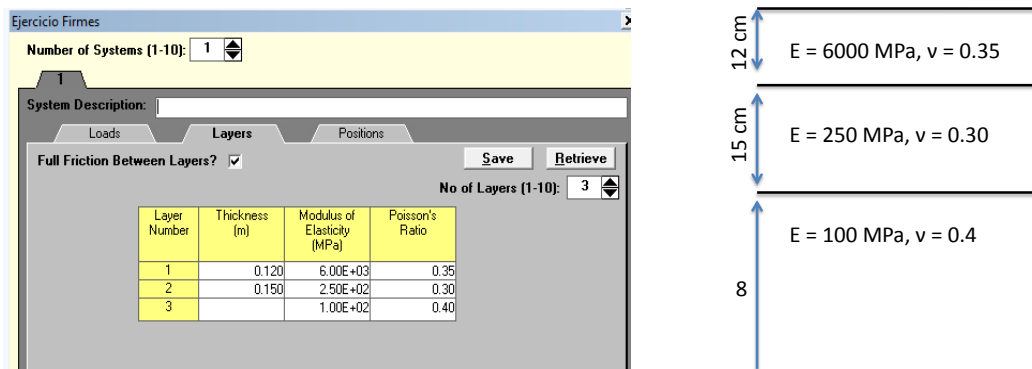 Ejercicio Firmes
Number of Systems (1-10): 1
1
System Description:
Loads Layers Positions
Full Friction Between Layers? Save Retrieve
No of Layers (1-10): 3
Layer Number Thickness (m) Modulus of Elasticity (MPa) Poisson's Ratio
1 0.120 6.00E+03 0.35
2 0.150 2.50E+02 0.30
3 1.00E+02 0.40
12 cm
E = 6000 MPa, ν = 0.35
15 cm
E = 250 MPa, ν = 0.30
E = 100 MPa, ν = 0.4
8